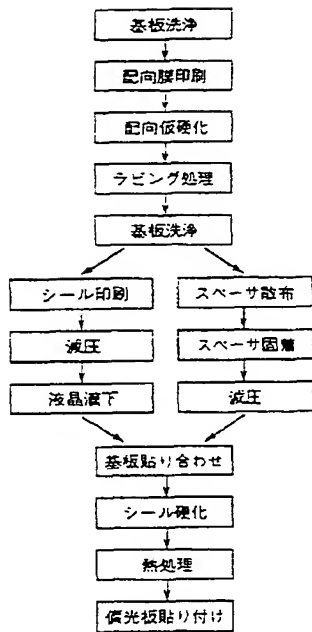 基板洗浄
配向膜印刷
配向仮硬化
ラビング処理
基板洗浄
シール印刷
減圧
液晶滴下
スペーサ散布
スペーサ固着
減圧
基板貼り合わせ
シール硬化
熱処理
偏光板貼り付け